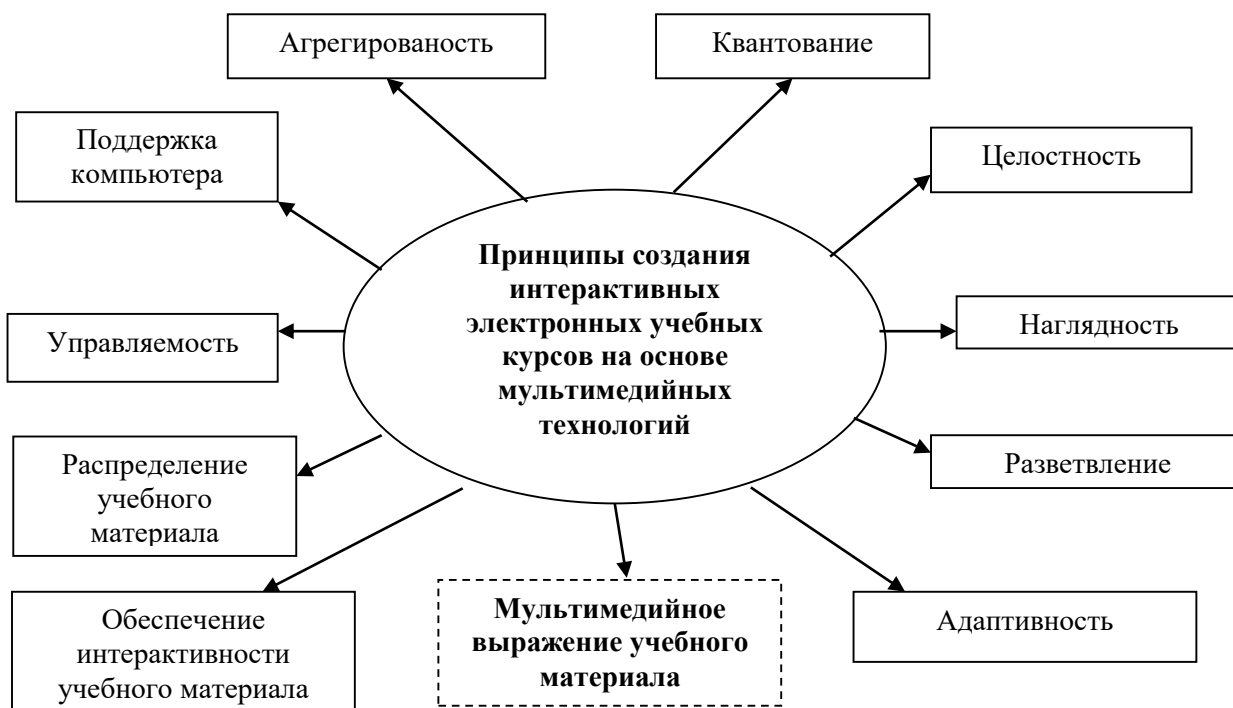 Агрегированость
Квантование
Поддержка
компьютера
Целостность
Принципы создания
интерактивных
электронных учебных
курсов на основе
мультимедийных
технологий
Управляемость
Наглядность
Распределение
учебного
материала
Разветвление
Обеспечение
интерактивности
учебного материала
Мультимедийное
выражение учебного
материала
Адаптивность